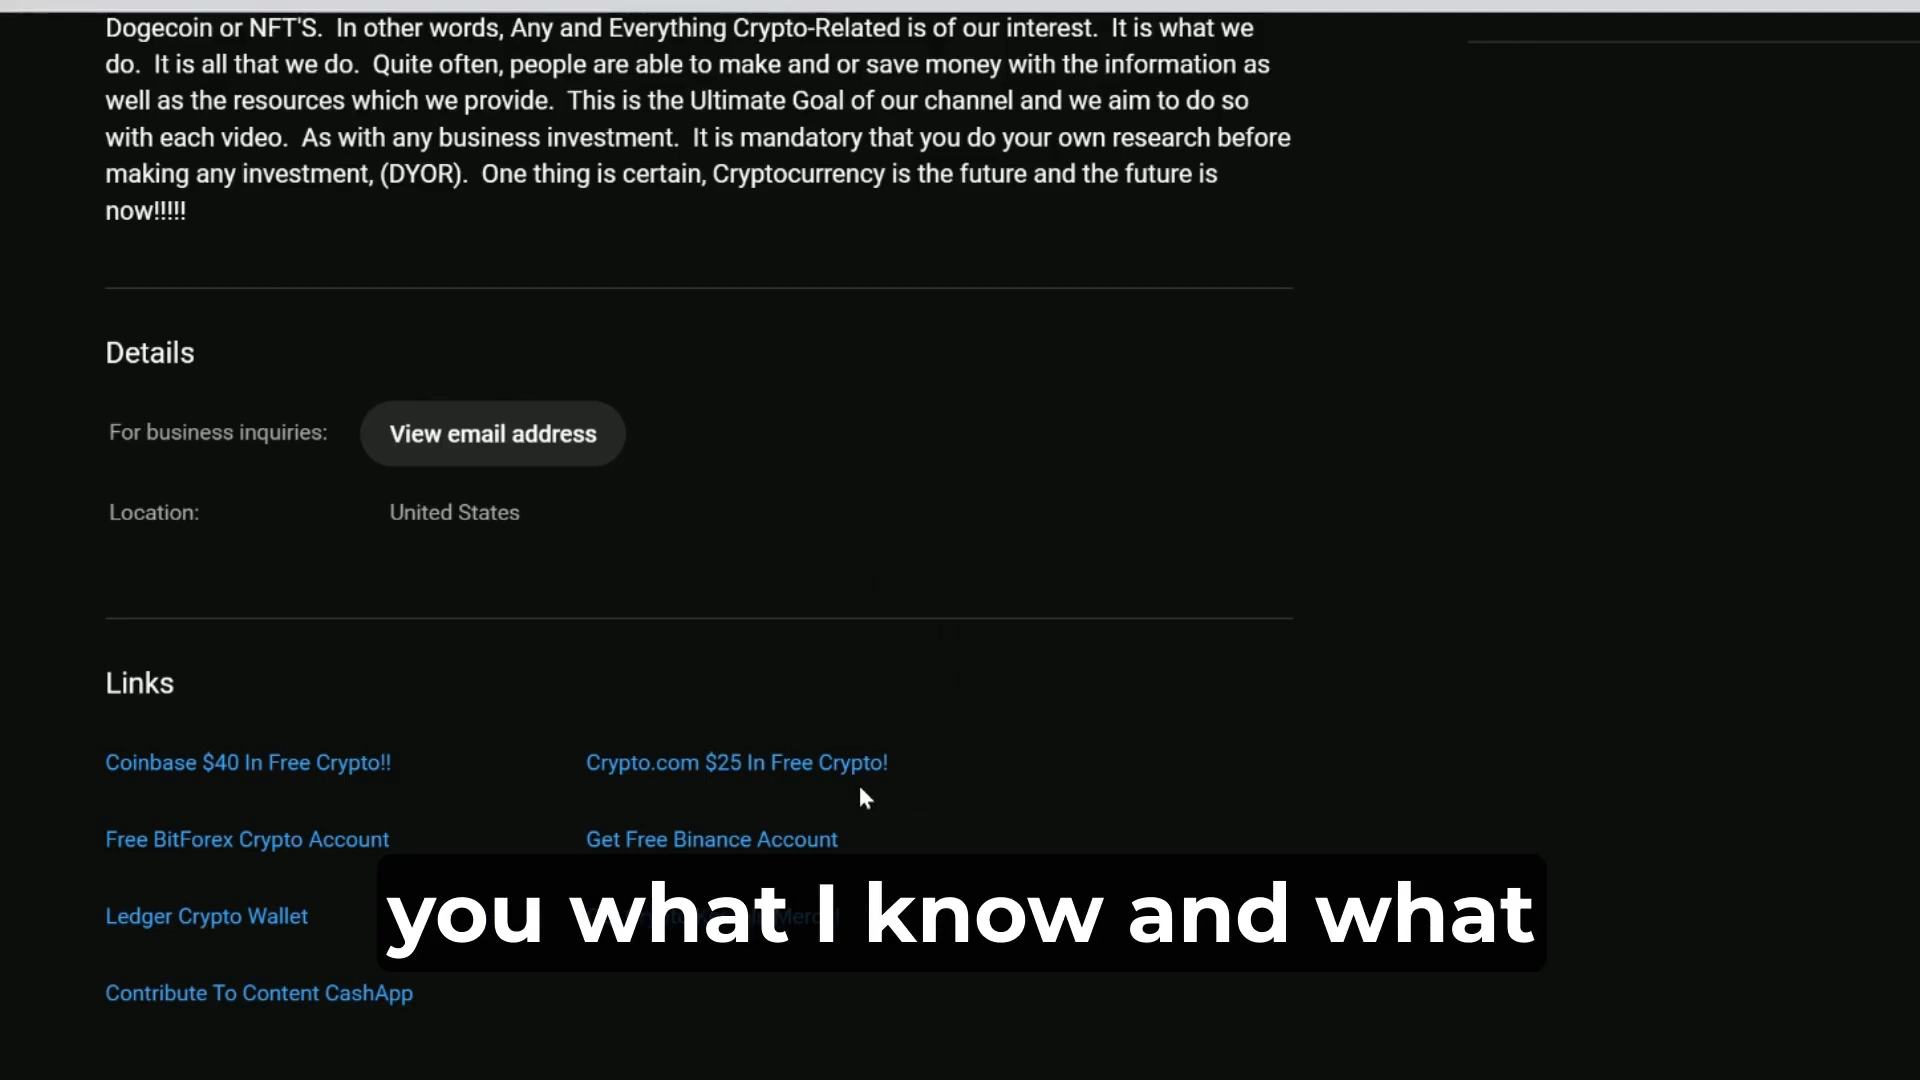 Dogecoin or NFT'S.  In other words, Any and Everything Crypto-Related is of our interest.  It is what we
do.  It is all that we do.  Quite often, people are able to make and or save money with the information as
well as the resources which we provide.  This is the Ultimate Goal of our channel and we aim to do so
with each video.  As with any business investment.  It is mandatory that you do your own research before
making any investment, (DYOR).  One thing is certain, Cryptocurrency is the future and the future is
now!!!!!
Details
For business inquiries: View email address
Location: United States
Links
Coinbase $40 In Free Crypto!! Crypto.com $25 In Free Crypto!
Free BitForex Crypto Account Get Free Binance Account
Ledger Crypto Wallet
you what I know and what
Contribute To Content CashApp